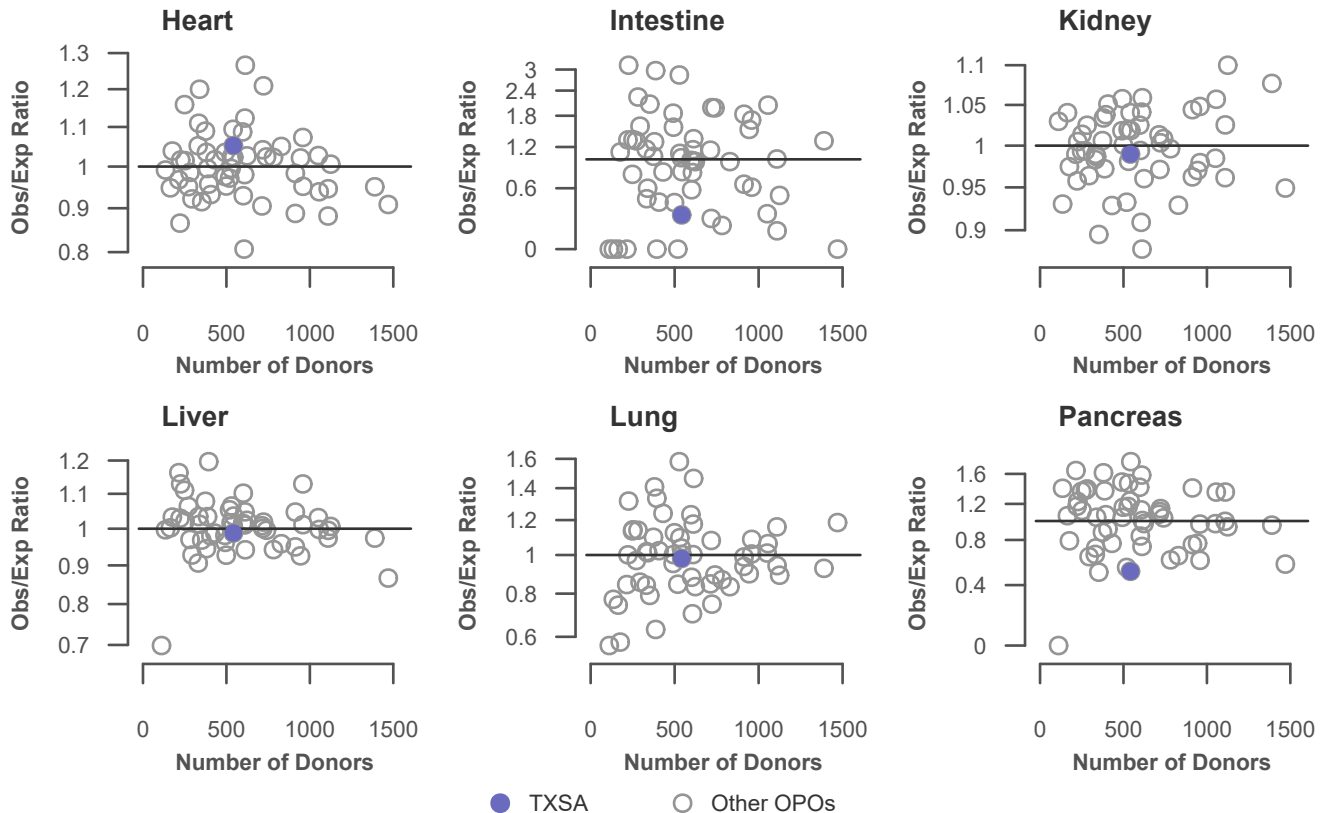 Heart
Obs/Exp Ratio
1.3
1.2
1.1
1
0.9
0.8
0 500 1000 1500
Number of Donors
Intestine
Obs/Exp Ratio
3
2.4
1.8
1.2
0.6
0
0 500 1000 1500
Number of Donors
Kidney
Obs/Exp Ratio
1.1
1.05
1
0.95
0.9
0 500 1000 1500
Number of Donors
Liver
Obs/Exp Ratio
1.2
1.1
1
0.9
0.8
0.7
0 500 1000 1500
Number of Donors
Lung
Obs/Exp Ratio
1.6
1.4
1.2
1
0.8
0.6
0 500 1000 1500
Number of Donors
Pancreas
Obs/Exp Ratio
1.6
1.2
0.8
0.4
0
0 500 1000 1500
Number of Donors
TXSA Other OPOs